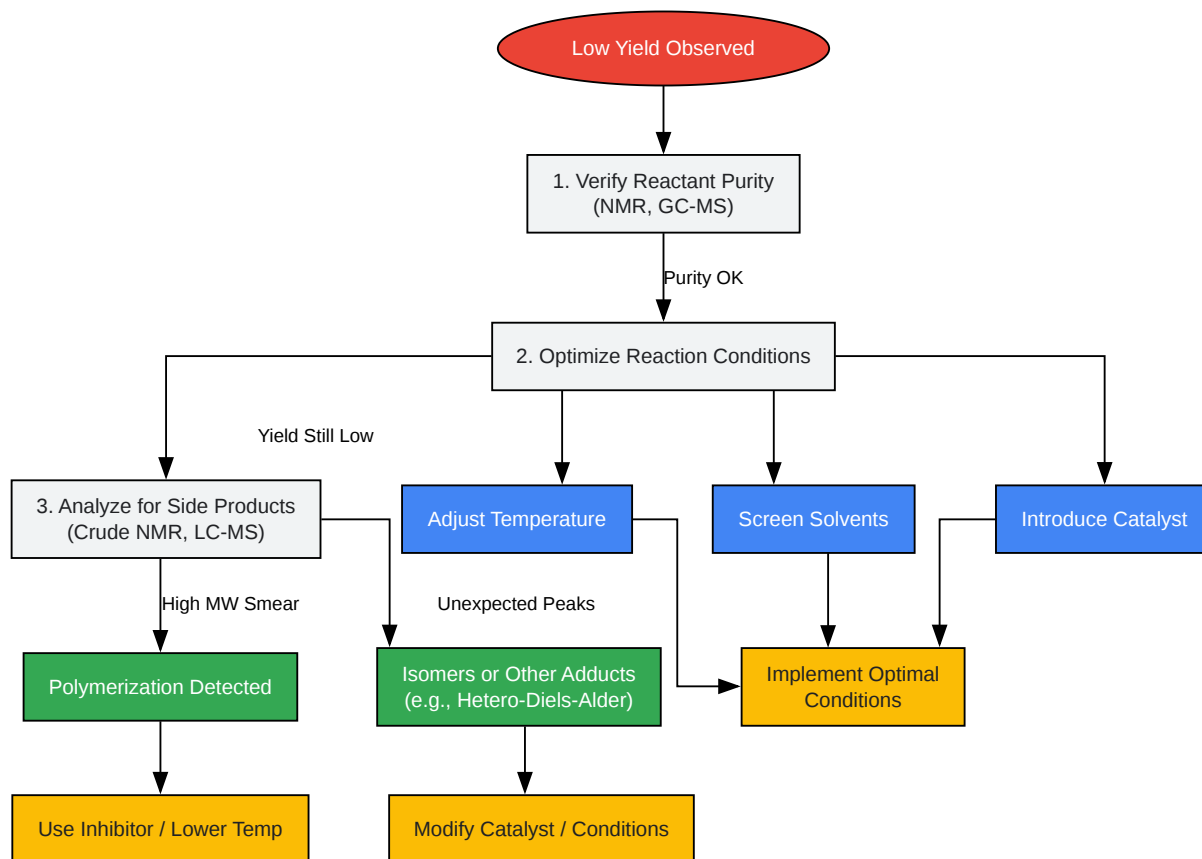 Low Yield Observed
1. Verify Reactant Purity
(NMR, GC-MS)
Purity OK
2. Optimize Reaction Conditions
Yield Still Low
3. Analyze for Side Products
(Crude NMR, LC-MS)
Adjust Temperature
Screen Solvents
Introduce Catalyst
High MW Smear
Unexpected Peaks
Polymerization Detected
Isomers or Other Adducts
(e.g., Hetero-Diels-Alder)
Implement Optimal
Conditions
Use Inhibitor / Lower Temp
Modify Catalyst / Conditions